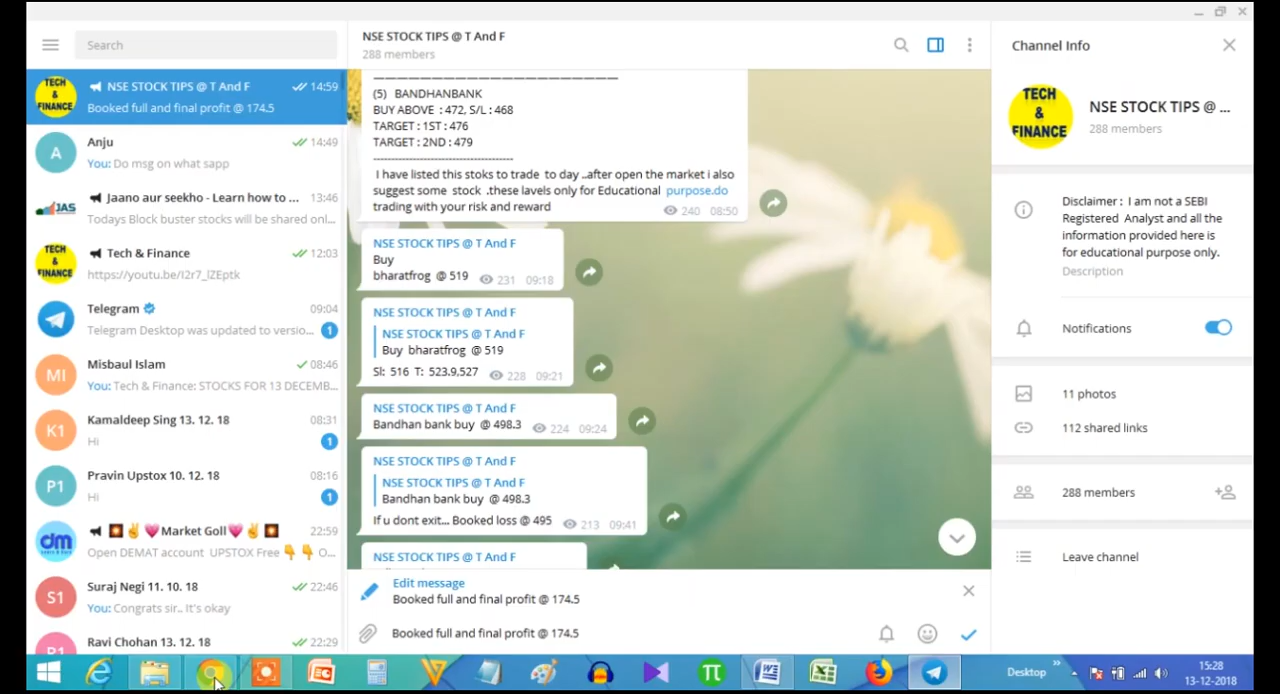 Search
NSE STOCK TIPS @ T And F
288 members
Channel Info
TECH & FINANCE
NSE STOCK TIPS @ T And F 14:59
Booked full and final profit @ 174.5
A
Anju 14:49
You: Do msg on what sapp
JAS
Jaano aur seekho - Learn how to ... 13:46
Todays Block buster stocks will be shared onl...
TECH & FINANCE
Tech & Finance 12:03
https://youtu.be/I2r7_lZEptk
Telegram 09:04
Telegram Desktop was updated to versio... 1
MI
Misbaul Islam 08:46
You: Tech & Finance: STOCKS FOR 13 DECEMB...
K1
Kamaldeep Sing 13. 12. 18 08:31
Hi 1
P1
Pravin Upstox 10. 12. 18 08:16
Hi 1
dm
💥✌💗Market Goll💗✌💥 22:59
Open DEMAT account UPSTOX Free 👇 👇 O...
S1
Suraj Negi 11. 10. 18 22:46
You: Congrats sir.. It's okay
R1
Ravi Chohan 13. 12. 18 22:29
(5) BANDHANBANK
BUY ABOVE : 472, S/L : 468
TARGET : 1ST : 476
TARGET : 2ND : 479
--------------------------------------
I have listed this stoks to trade to day ..after open the market i also
suggest some stock .these lavels only for Educational purpose.do
trading with your risk and reward 240 08:50
NSE STOCK TIPS @ T And F
Buy
bharatfrog @ 519 231 09:18
NSE STOCK TIPS @ T And F
NSE STOCK TIPS @ T And F
Buy bharatfrog @ 519
Sl: 516 T: 523.9,527 228 09:21
NSE STOCK TIPS @ T And F
Bandhan bank buy @ 498.3 224 09:24
NSE STOCK TIPS @ T And F
NSE STOCK TIPS @ T And F
Bandhan bank buy @ 498.3
If u dont exit... Booked loss @ 495 213 09:41
NSE STOCK TIPS @ T And F
Edit message
Booked full and final profit @ 174.5
Booked full and final profit @ 174.5
TECH & FINANCE
NSE STOCK TIPS @ ...
288 members
Disclaimer : I am not a SEBI
Registered Analyst and all the
information provided here is
for educational purpose only.
Description
Notifications
11 photos
112 shared links
288 members
Leave channel
Desktop
15:28
13-12-2018